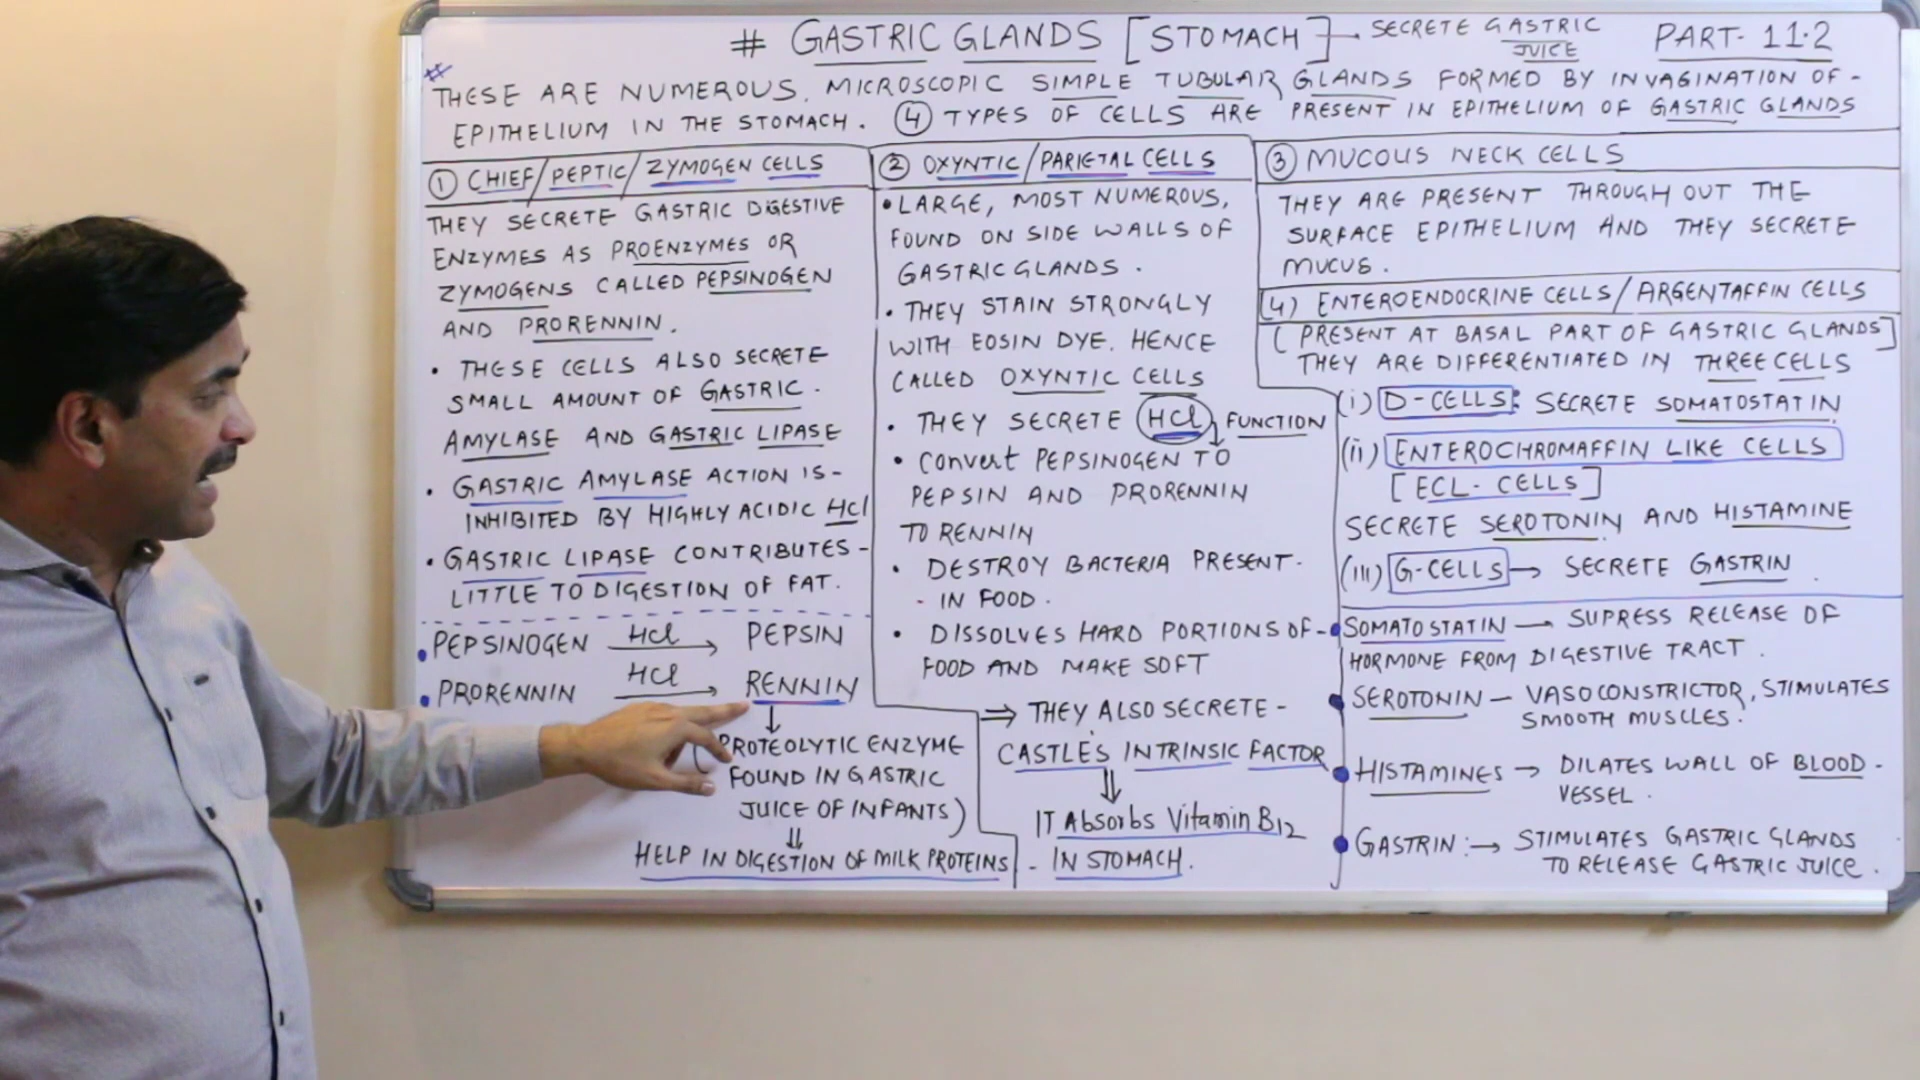 # GASTRIC GLANDS [STOMACH] → SECRETE GASTRIC JUICE PART- 11.2
# THESE ARE NUMEROUS, MICROSCOPIC SIMPLE TUBULAR GLANDS FORMED BY INVAGINATION OF -
EPITHELIUM IN THE STOMACH. ④ TYPES OF CELLS ARE PRESENT IN EPITHELIUM OF GASTRIC GLANDS
① CHIEF/PEPTIC/ZYMOGEN CELLS
THEY SECRETE GASTRIC DIGESTIVE
ENZYMES AS PROENZYMES OR
ZYMOGENS CALLED PEPSINOGEN
AND PRORENNIN.
• THESE CELLS ALSO SECRETE
SMALL AMOUNT OF GASTRIC -
AMYLASE AND GASTRIC LIPASE
• GASTRIC AMYLASE ACTION IS -
INHIBITED BY HIGHLY ACIDIC HCl
• GASTRIC LIPASE CONTRIBUTES -
LITTLE TO DIGESTION OF FAT.
• PEPSINOGEN HCl → PEPSIN
• PRORENNIN HCl → RENNIN
↓
(PROTEOLYTIC ENZYME
FOUND IN GASTRIC
JUICE OF INFANTS)
⇓
HELP IN DIGESTION OF MILK PROTEINS
② OXYNTIC/PARIETAL CELLS
• LARGE, MOST NUMEROUS,
FOUND ON SIDE WALLS OF
GASTRIC GLANDS.
• THEY STAIN STRONGLY
WITH EOSIN DYE. HENCE
CALLED OXYNTIC CELLS
• THEY SECRETE HCl FUNCTION
• Convert PEPSINOGEN TO
PEPSIN AND PRORENNIN
TO RENNIN
• DESTROY BACTERIA PRESENT -
- IN FOOD.
• DISSOLVES HARD PORTIONS OF -
FOOD AND MAKE SOFT
⇒ THEY ALSO SECRETE -
CASTLE'S INTRINSIC FACTOR
⇓
IT Absorbs Vitamin B12
- IN STOMACH.
③ MUCOUS NECK CELLS
THEY ARE PRESENT THROUGH OUT THE
SURFACE EPITHELIUM AND THEY SECRETE
MUCUS.
(4) ENTEROENDOCRINE CELLS/ARGENTAFFIN CELLS
[PRESENT AT BASAL PART OF GASTRIC GLANDS]
THEY ARE DIFFERENTIATED IN THREE CELLS
(i) D-CELLS: SECRETE SOMATOSTATIN
(ii) ENTEROCHROMAFFIN LIKE CELLS
[ECL- CELLS]
SECRETE SEROTONIN AND HISTAMINE
(iii) G-CELLS → SECRETE GASTRIN.
• SOMATOSTATIN → SUPRESS RELEASE OF
HORMONE FROM DIGESTIVE TRACT.
• SEROTONIN - VASOCONSTRICTOR, STIMULATES
SMOOTH MUSCLES.
• HISTAMINES → DILATES WALL OF BLOOD -
VESSEL.
• GASTRIN :→ STIMULATES GASTRIC GLANDS
TO RELEASE GASTRIC JUICE.